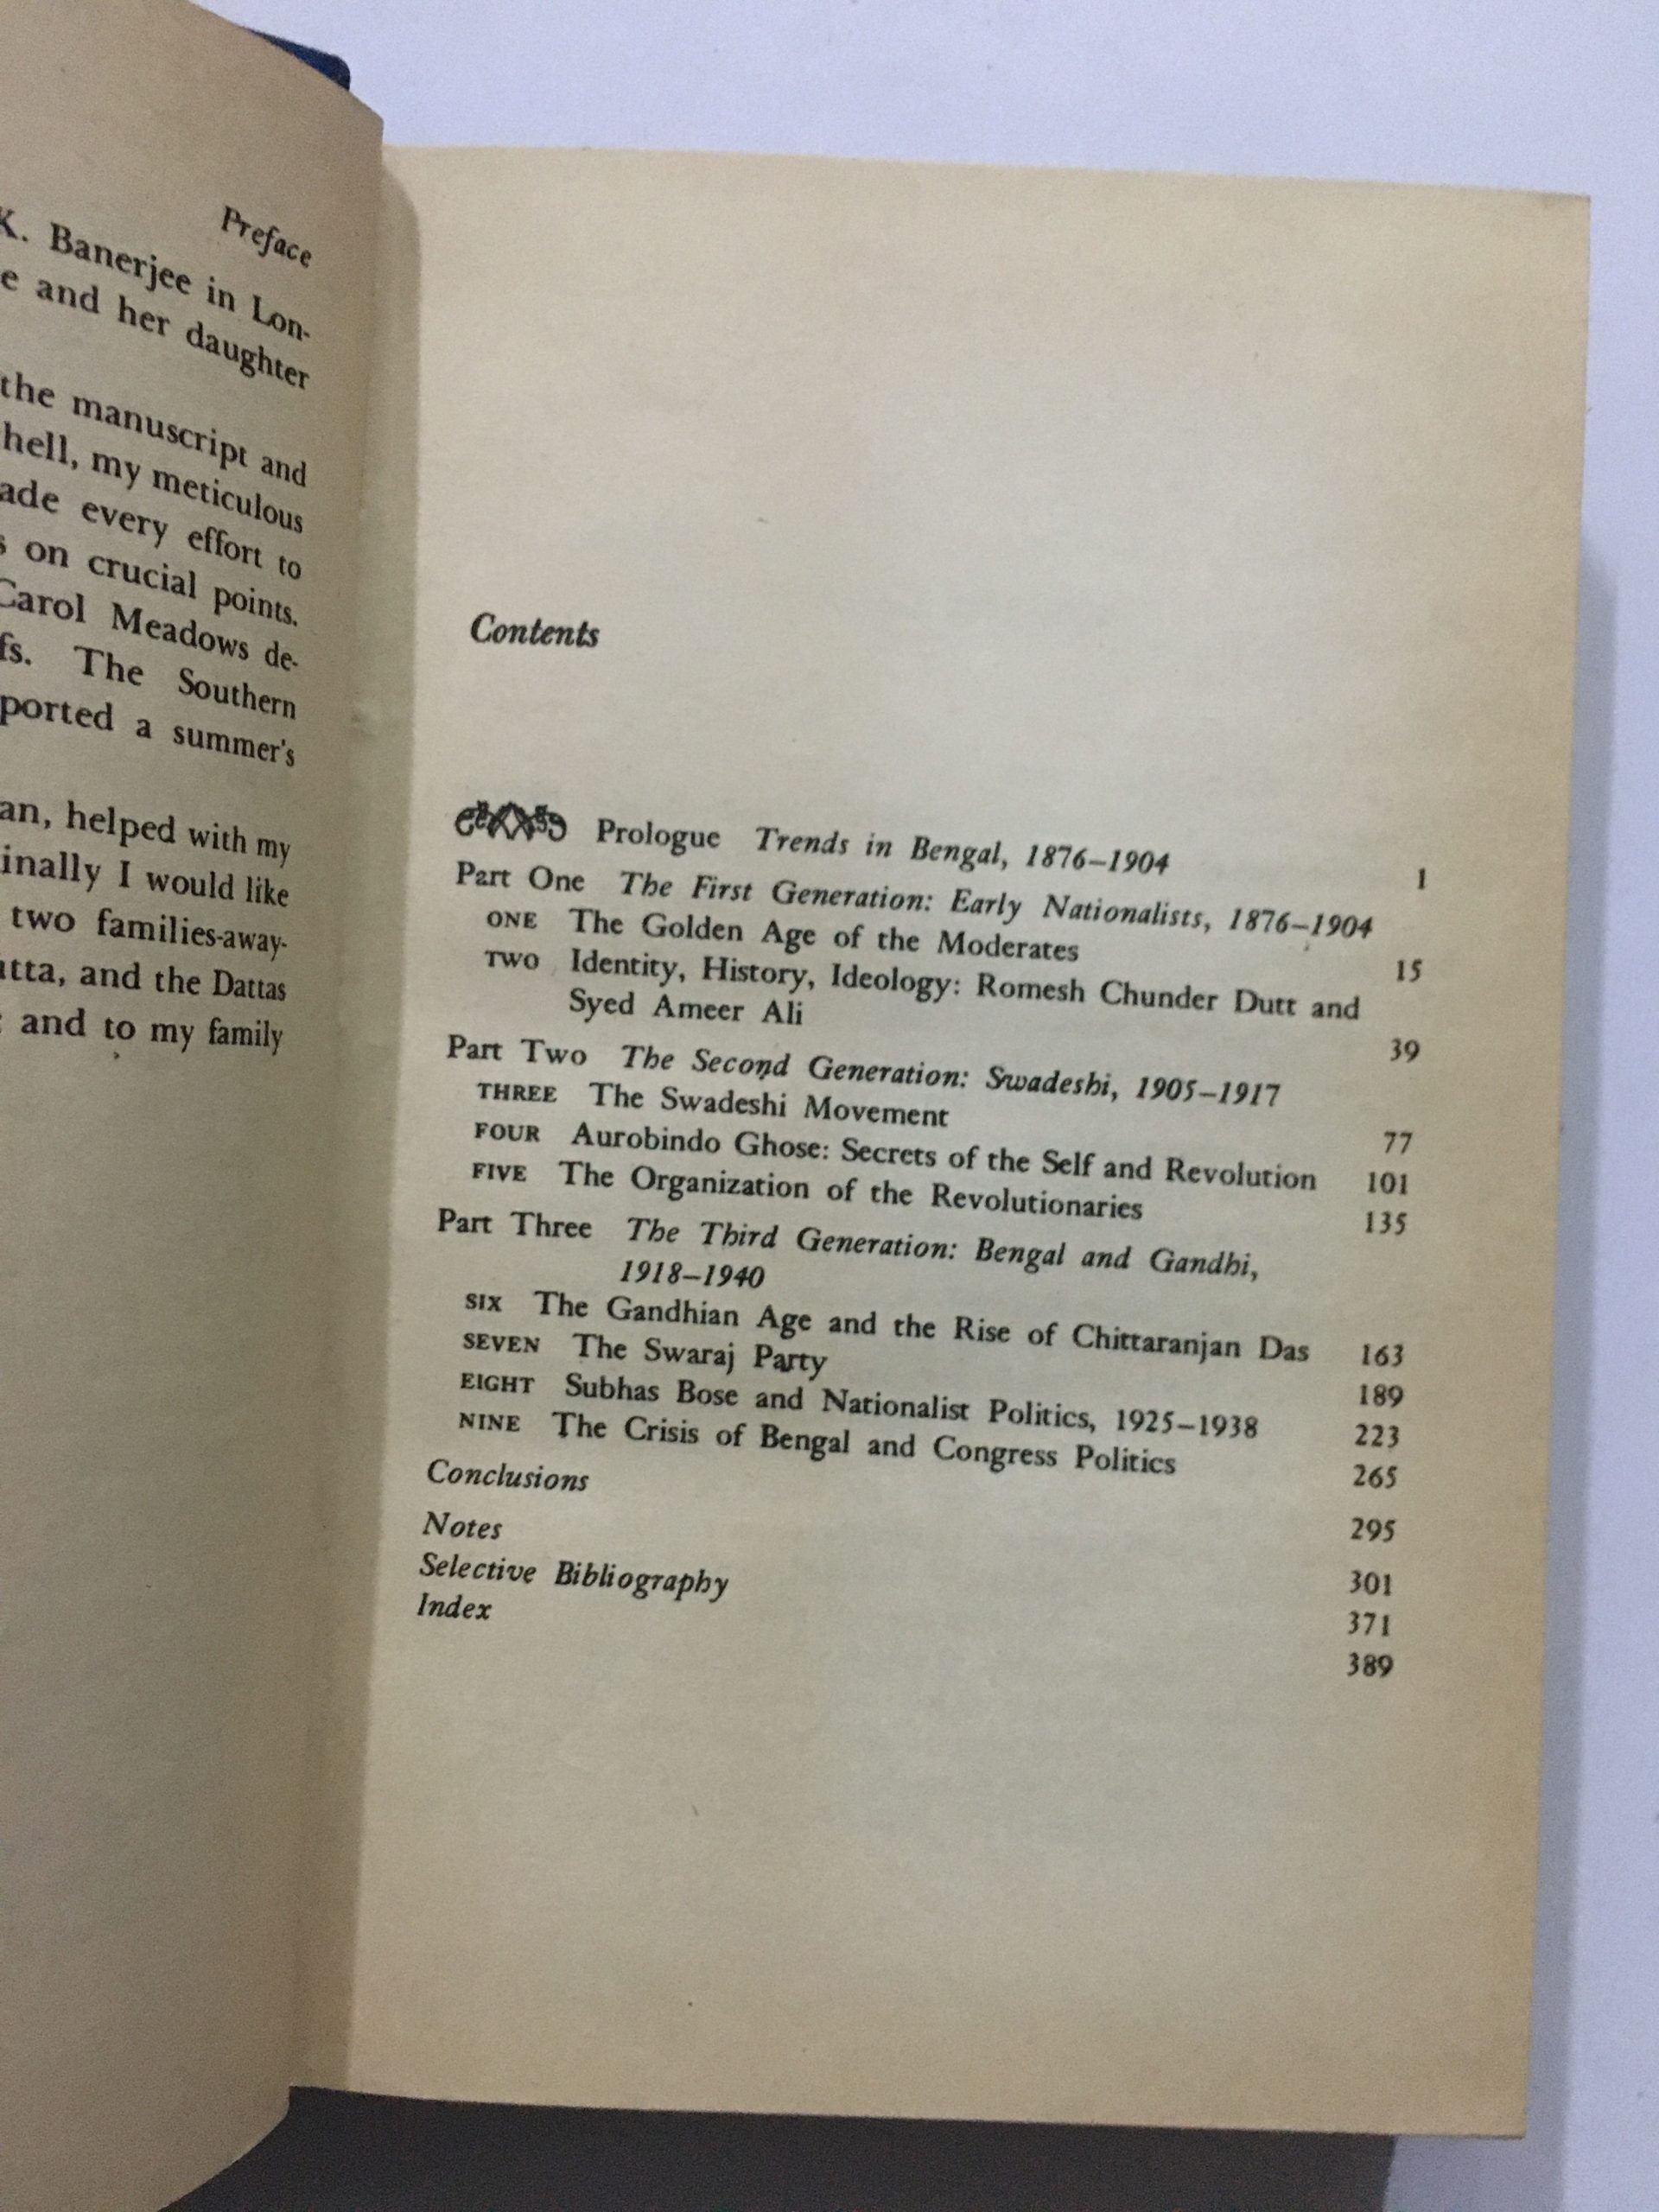 Preface
K. Banerjee in Lon-
and her daughter
the manuscript and
my meticulous
every effort to
on crucial points.
Carol Meadows de-
The Southern
a summer's
helped with my
I would like
two families-away-
and the Dattas
and to my family
Contents
Prologue Trends in Bengal, 1876–1904 1
Part One The First Generation: Early Nationalists, 1876–1904
ONE The Golden Age of the Moderates 15
TWO Identity, History, Ideology: Romesh Chunder Dutt and
Syed Ameer Ali 39
Part Two The Second Generation: Swadeshi, 1905–1917
THREE The Swadeshi Movement 77
FOUR Aurobindo Ghose: Secrets of the Self and Revolution 101
FIVE The Organization of the Revolutionaries 135
Part Three The Third Generation: Bengal and Gandhi,
1918–1940
SIX The Gandhian Age and the Rise of Chittaranjan Das 163
SEVEN The Swaraj Party 189
EIGHT Subhas Bose and Nationalist Politics, 1925–1938 223
NINE The Crisis of Bengal and Congress Politics 265
Conclusions 295
Notes 301
Selective Bibliography 371
Index 389